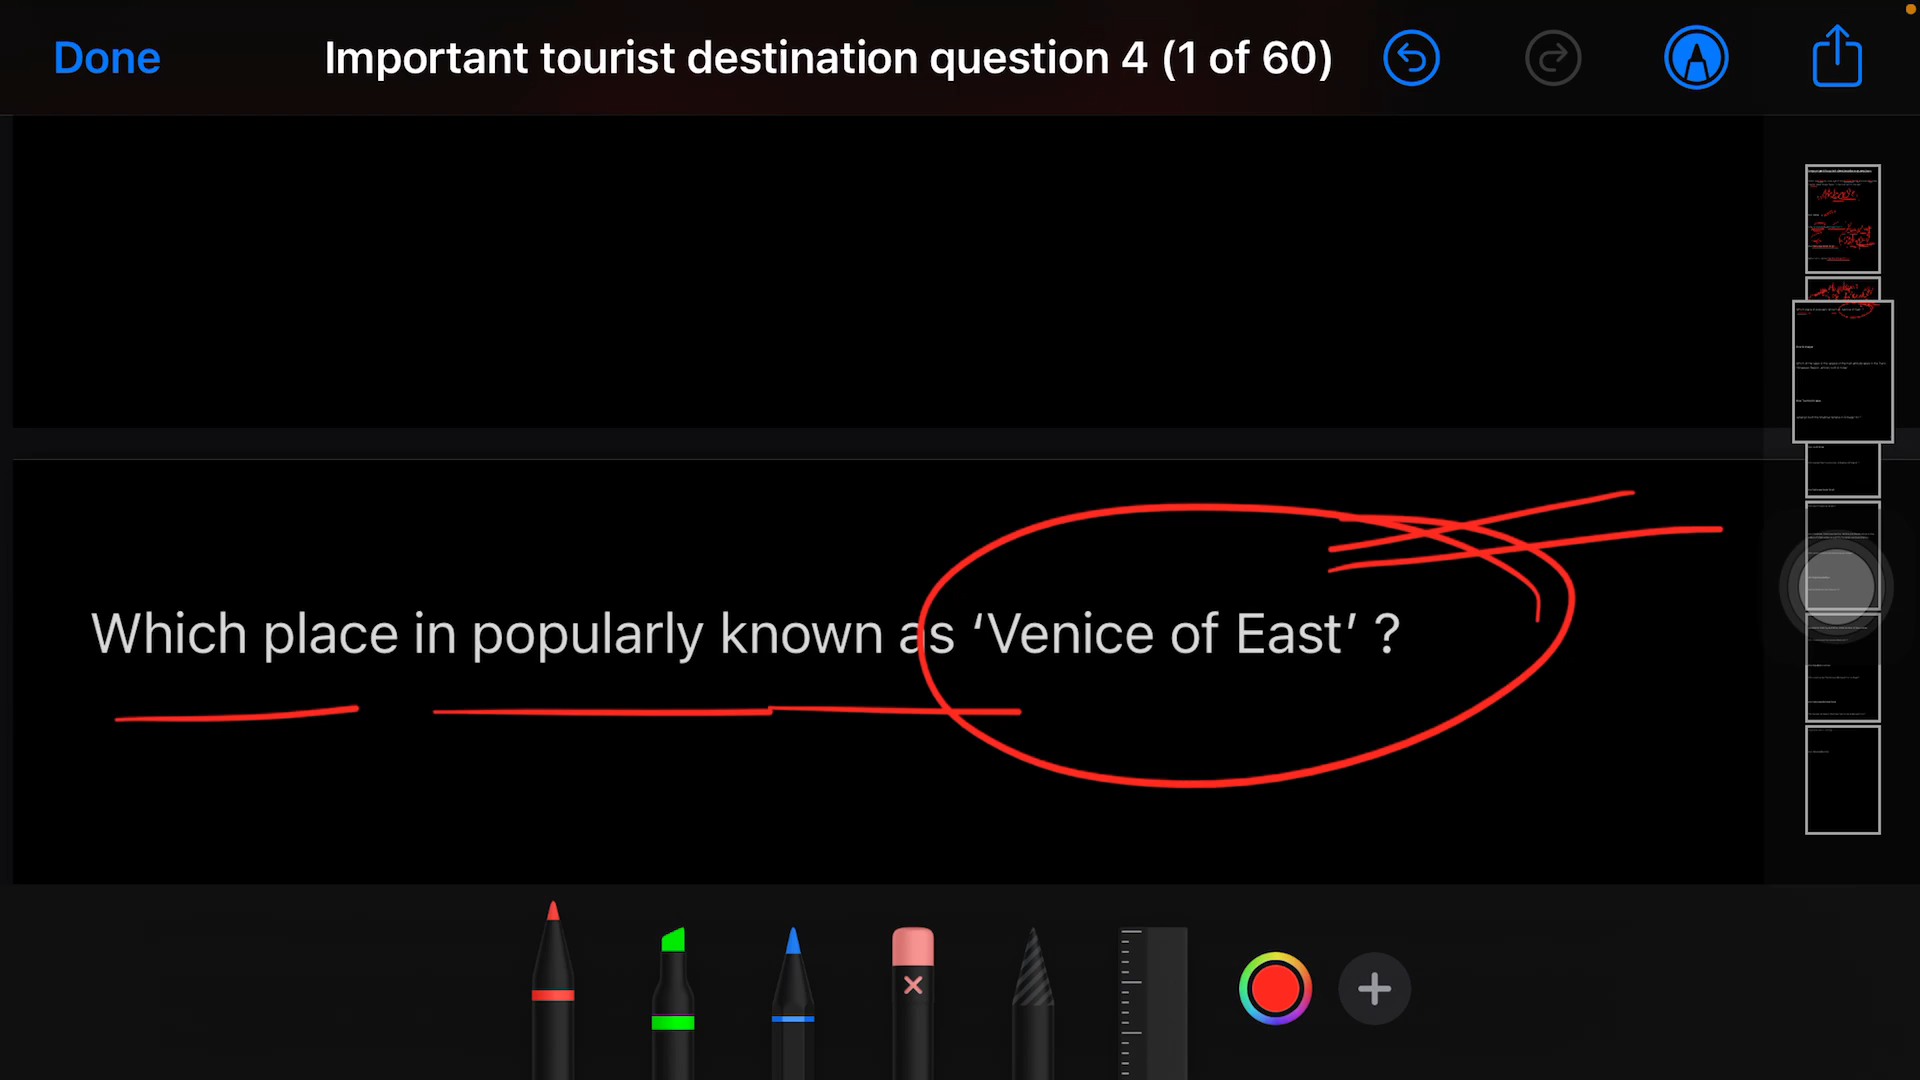 Done
Important tourist destination question 4 (1 of 60)
Which place in popularly known as ‘Venice of East’ ?